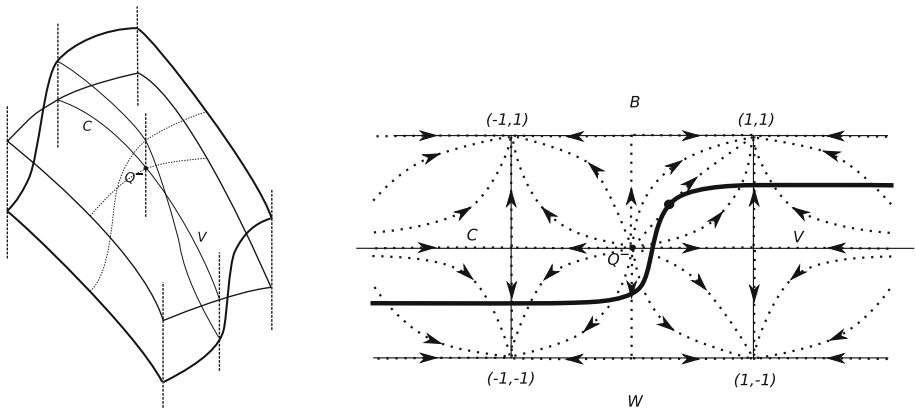 C
Q⁻
V
B
(-1,1)
(1,1)
C
Q⁻
V
(-1,-1)
(1,-1)
W